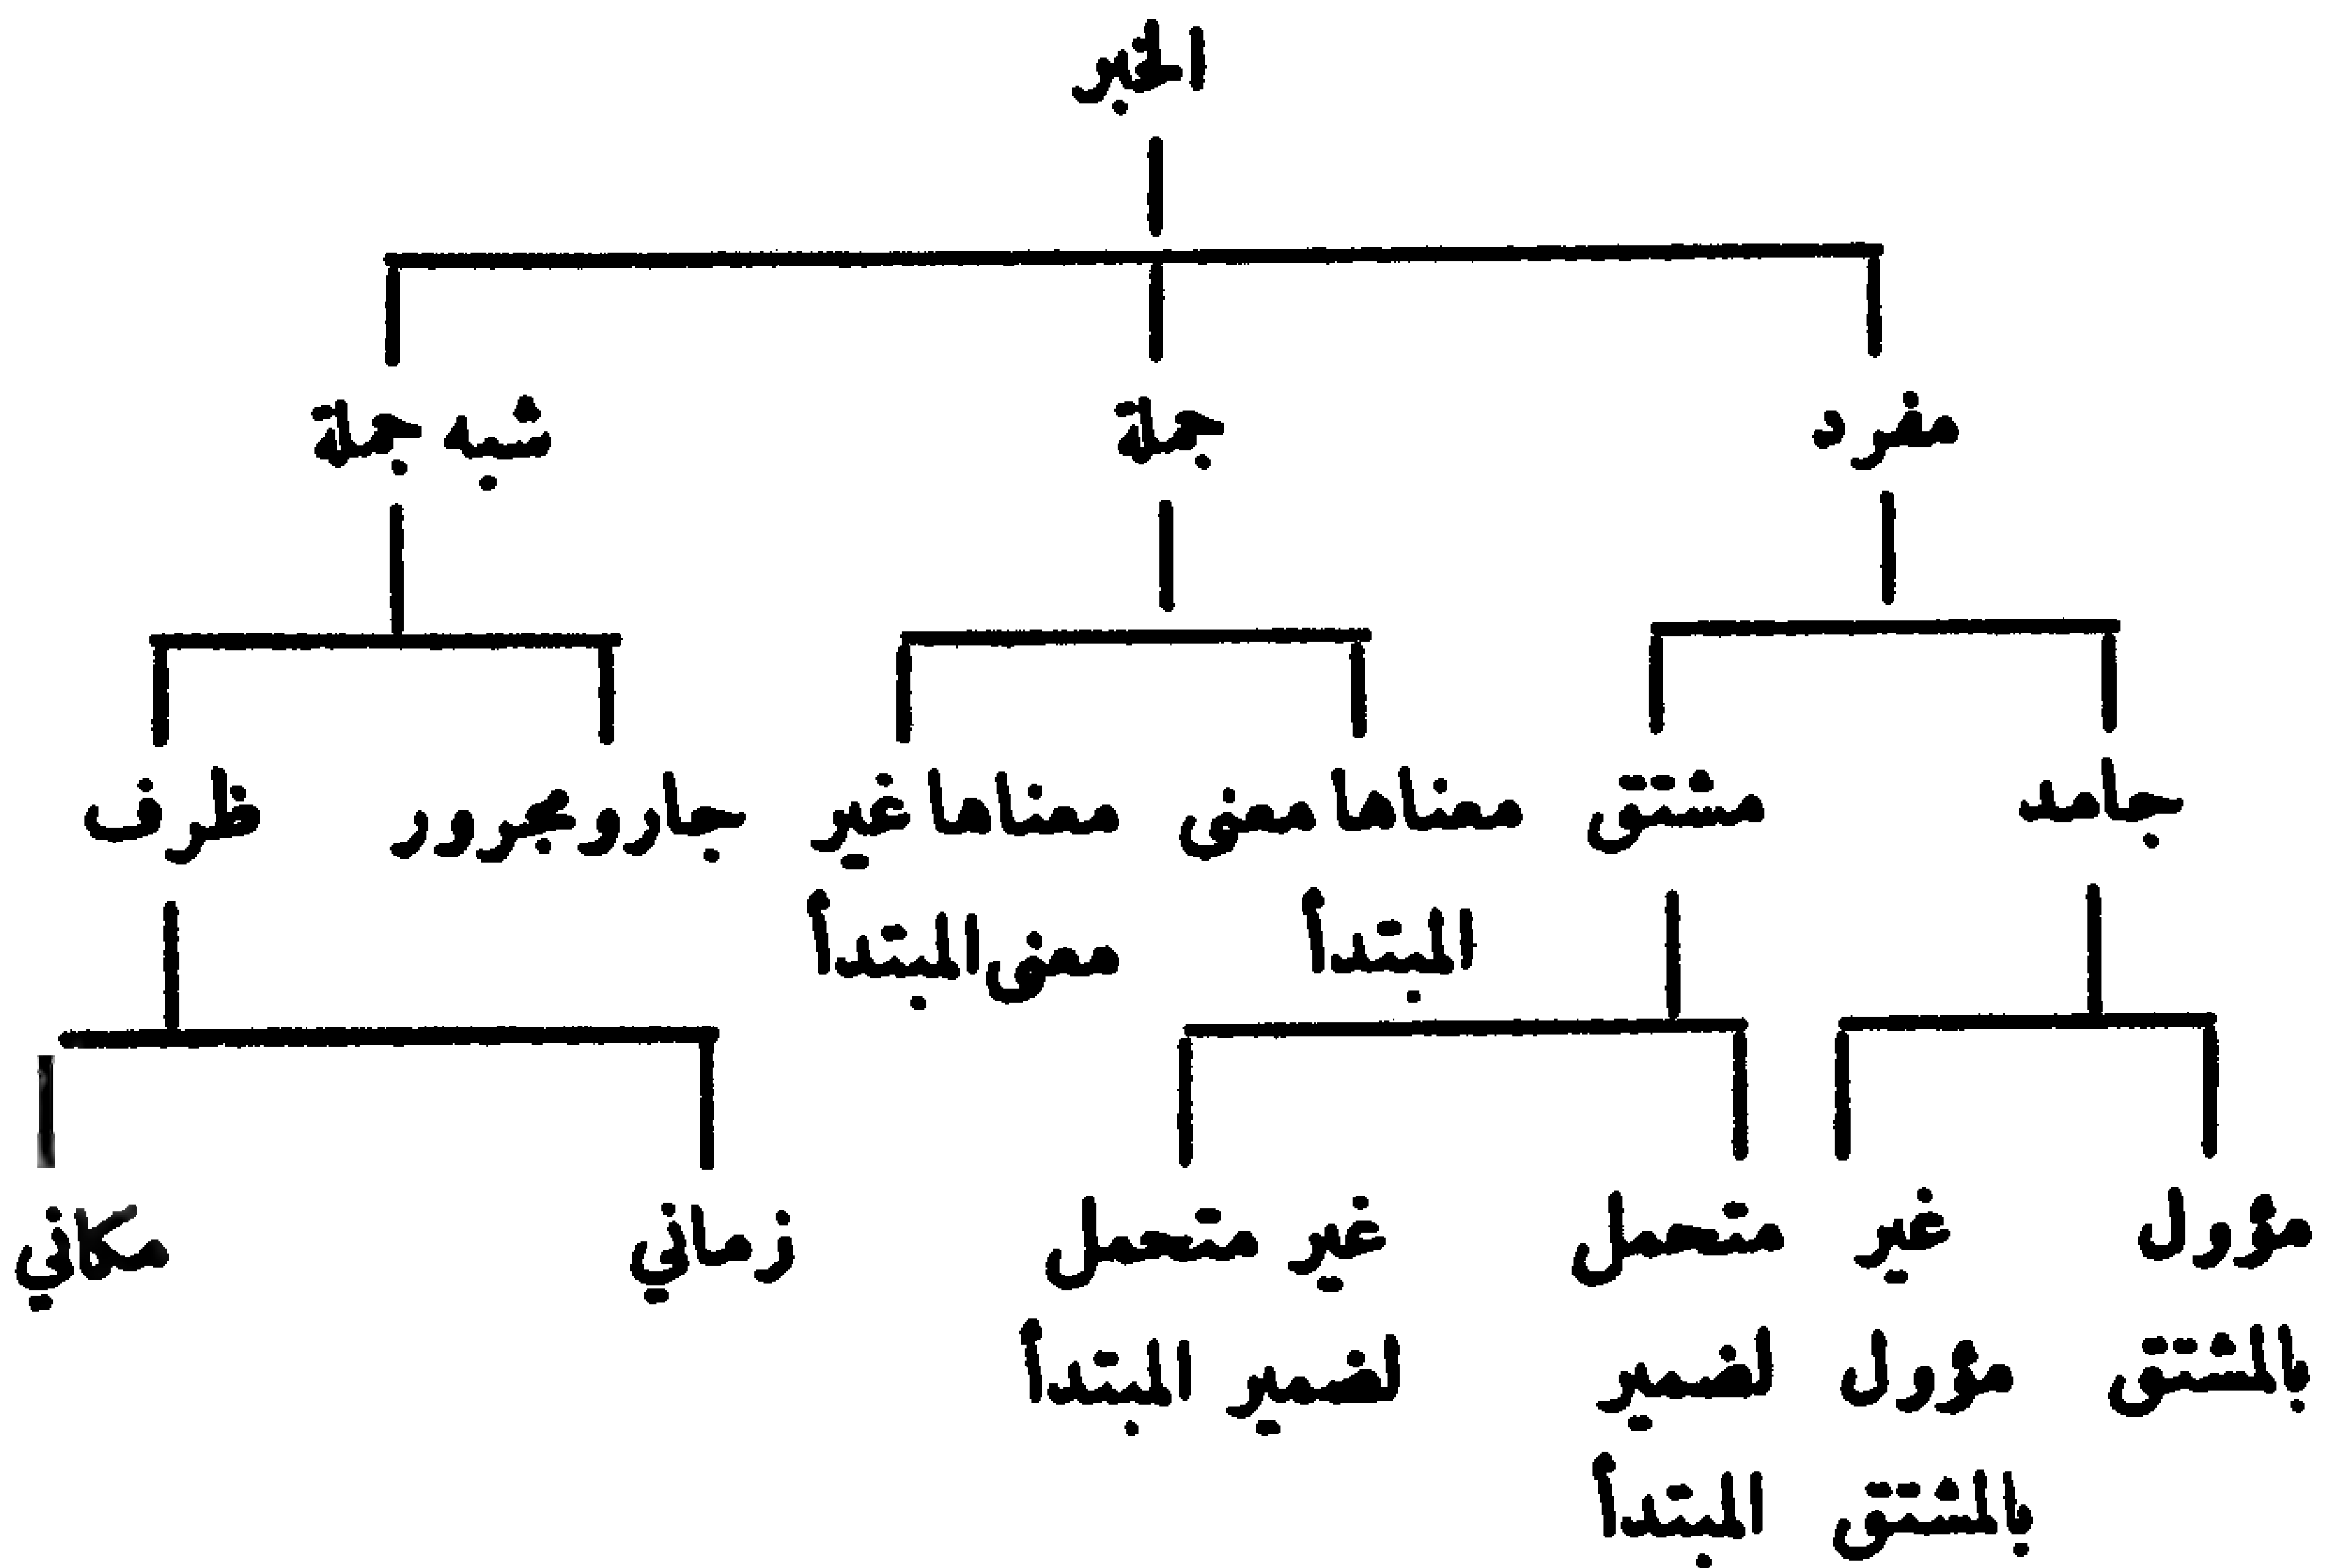 الخبر
مفرد
جملة
شبه جملة
جامد
مشتق
معناها معنى
المبتدأ
معناها غير
معنى المبتدأ
جار ومجرور
ظرف
مؤول
بالمشتق
غير
مؤول
بالمشتق
متحمل
لضمير
المبتدأ
غير متحمل
لضمير المبتدأ
زماني
مكاني